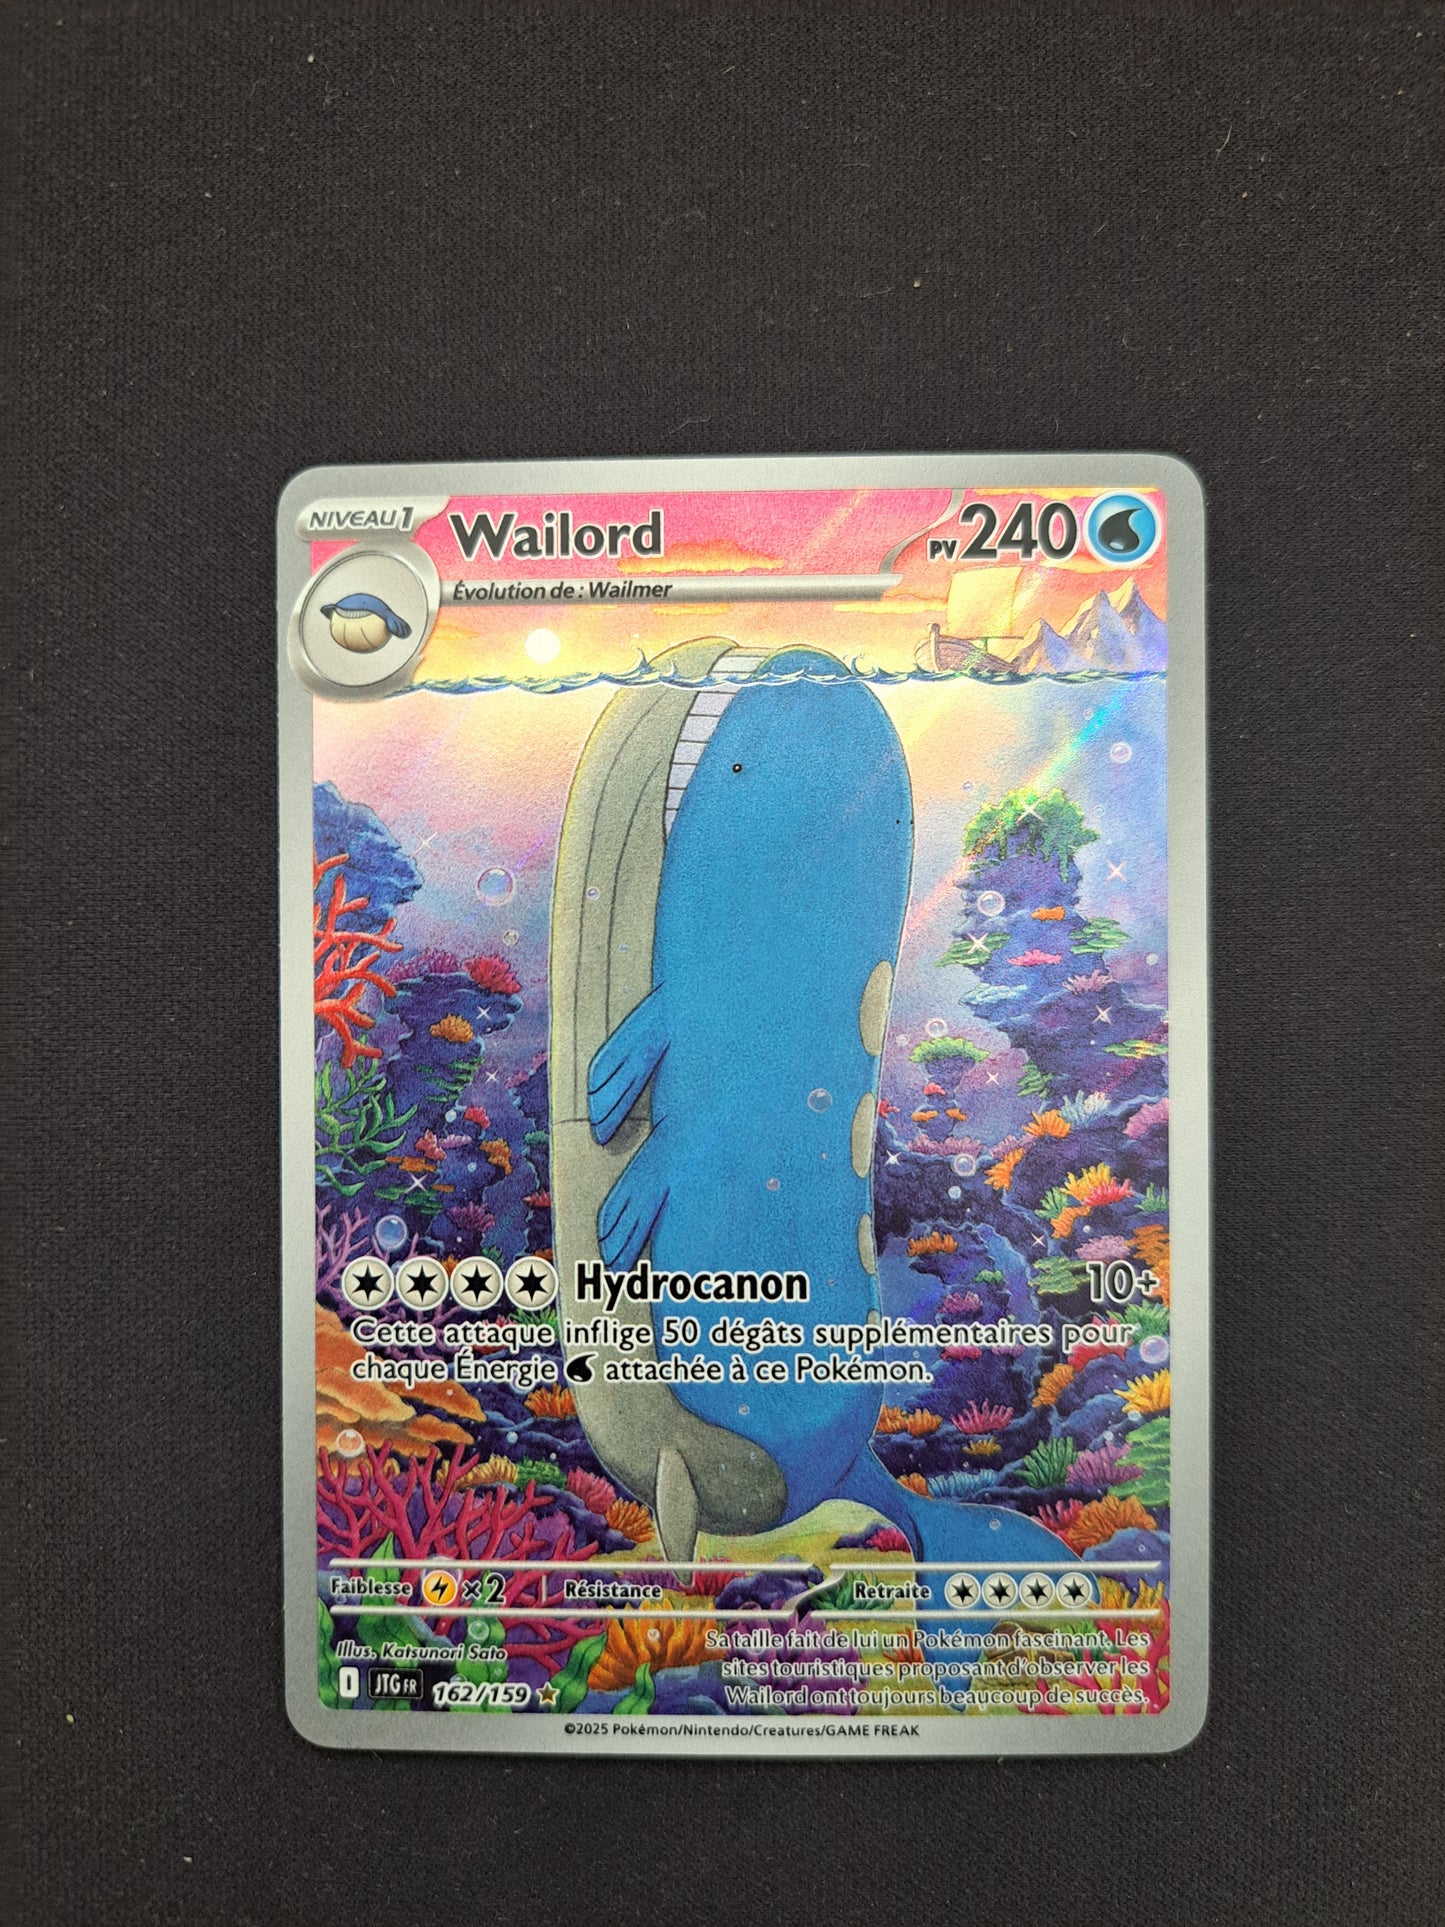 NIVEAU 1
Wailord
PV 240
Évolution de : Wailmer
Hydrocanon 10+
Cette attaque inflige 50 dégâts supplémentaires pour
chaque Énergie attachée à ce Pokémon.
Faiblesse ×2 Résistance Retraite
Illus. Katsunori Sato
Sa taille fait de lui un Pokémon fascinant. Les
sites touristiques proposant d'observer les
Wailord ont toujours beaucoup de succès.
I JTG FR 162/159
©2025 Pokémon/Nintendo/Creatures/GAME FREAK